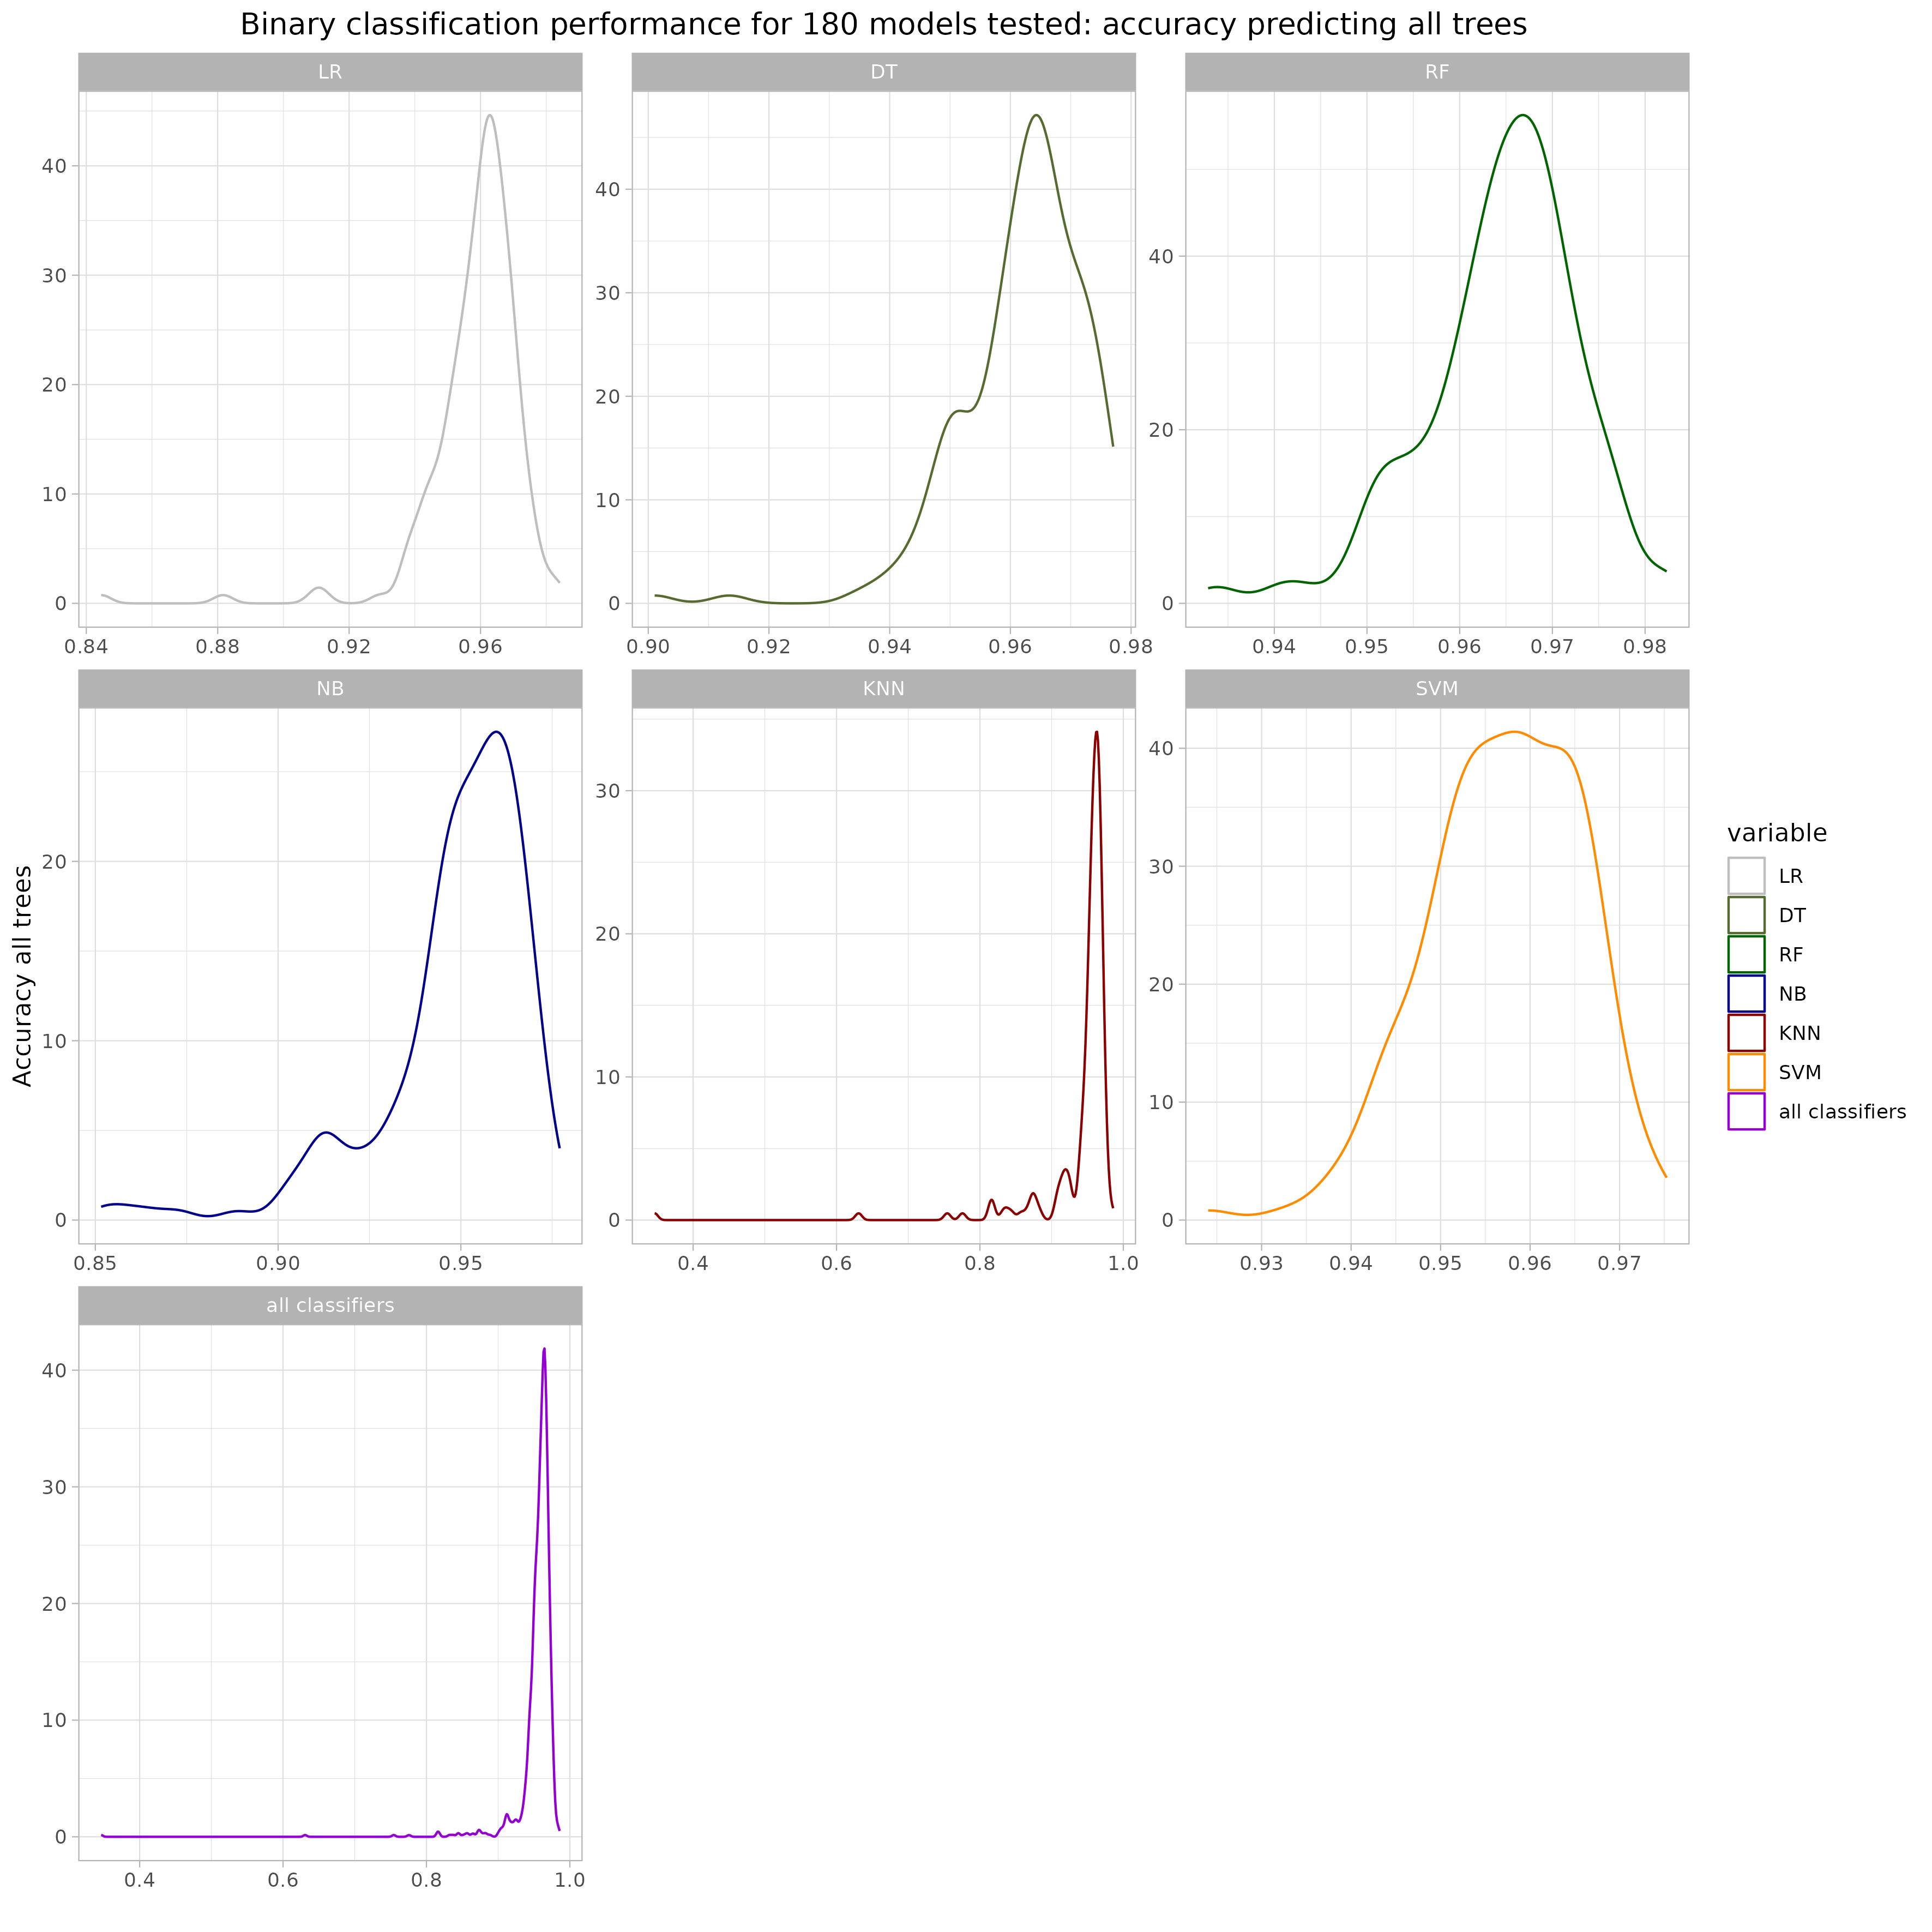 Binary classification performance for 180 models tested: accuracy predicting all trees
LR
DT
RF
40
30
20
10
0
0.84 0.88 0.92 0.96
40
30
20
10
0
0.90 0.92 0.94 0.96 0.98
40
20
0
0.94 0.95 0.96 0.97 0.98
NB
KNN
SVM
20
10
0
0.85 0.90 0.95
30
20
10
0
0.4 0.6 0.8 1.0
40
30
20
10
0
0.93 0.94 0.95 0.96 0.97
all classifiers
40
30
20
10
0
0.4 0.6 0.8 1.0
Accuracy all trees
variable
LR
DT
RF
NB
KNN
SVM
all classifiers